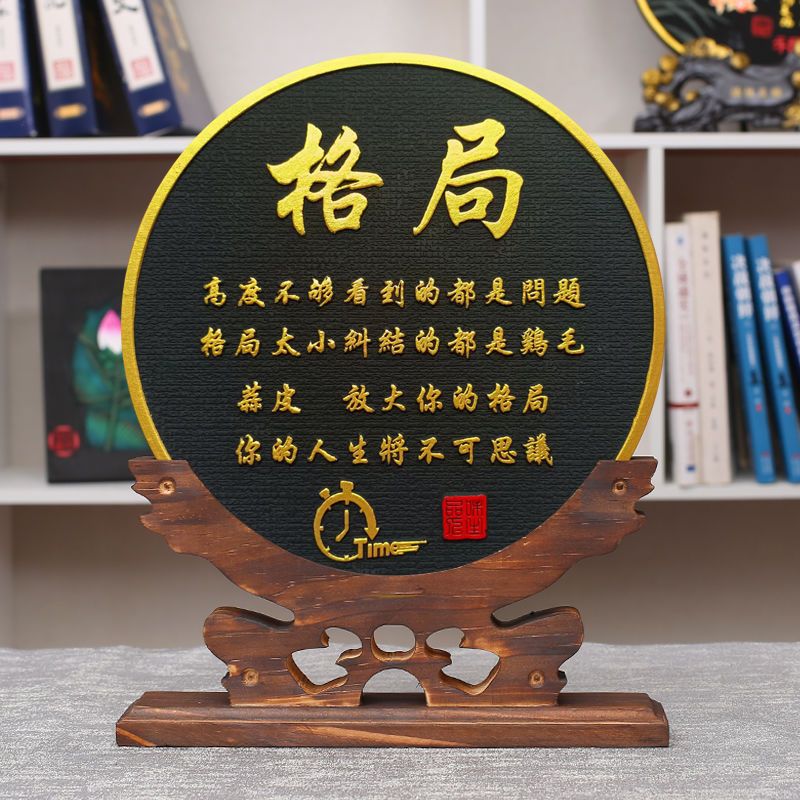 格局
高度不够看到的都是問題
格局太小糾結的都是鷄毛
蒜皮 放大你的格局
你的人生將不可思議
Time